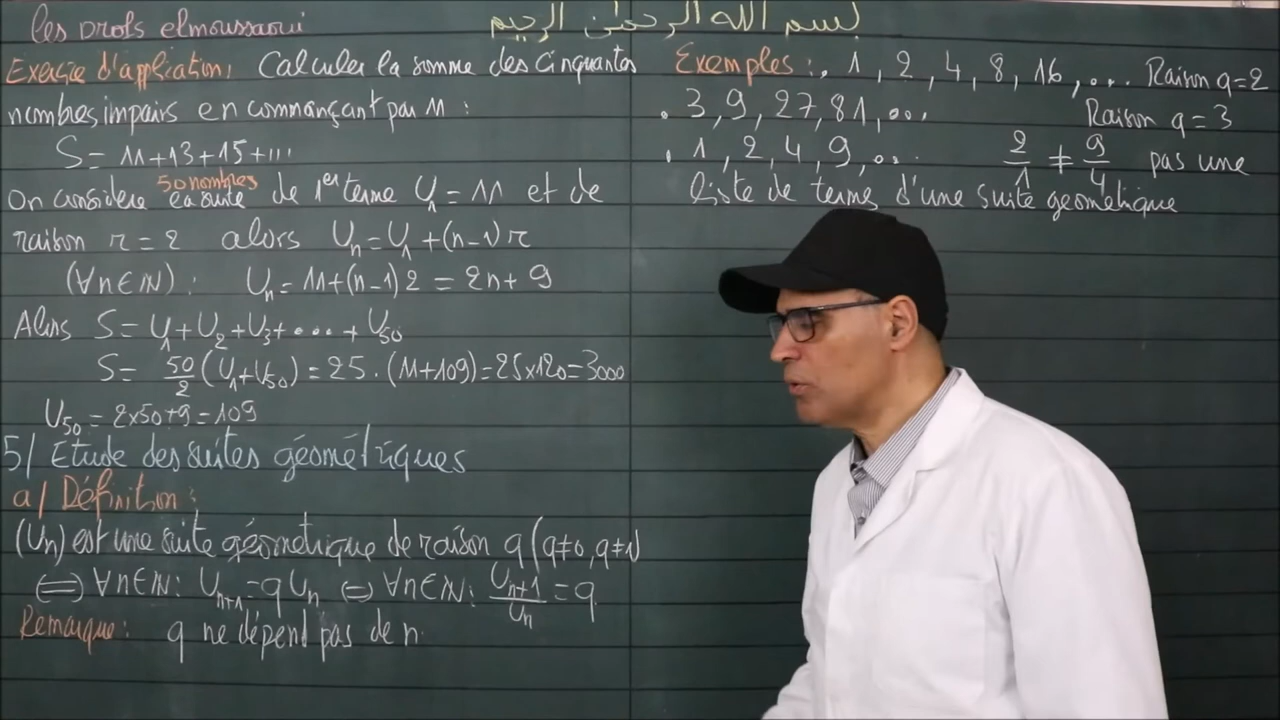 les profs elmoussaoui
بسم الله الرحمان الرحيم
Exercice d'application: Calculer la somme des cinquantes
nombres impairs en commançant par 11 :
S = 11+13+15+...
50 nombres
On considère la suite de 1er terme U₁ = 11 et de
raison r = 2 alors Uₙ = U₁ + (n-1) r
(∀n∈ℕ) : Uₙ = 11+(n-1) 2 = 2n+9
Alors S = U₁+U₂+U₃+....+U₅₀
S = 50/2 (U₁+U₅₀) = 25 . (11+109) = 25×120 = 3000
U₅₀ = 2×50+9 = 109
5/ Etude des suites géométriques
a/ Définition :
(Uₙ) est une suite géométrique de raison q (q≠0, q≠1)
⟺ ∀n∈ℕ: Uₙ₊₁ = q Uₙ ⟺ ∀n∈ℕ: Uₙ₊₁/Uₙ = q
Remarque : q ne dépend pas de n.
Exemples : . 1 , 2 , 4 , 8 , 16 , ... Raison q = 2
. 3, 9, 27, 81, ... Raison q = 3
. 1 , 2, 4, 9, ... 2/1 ≠ 9/4 pas une
liste de terms d'une suite geometrique